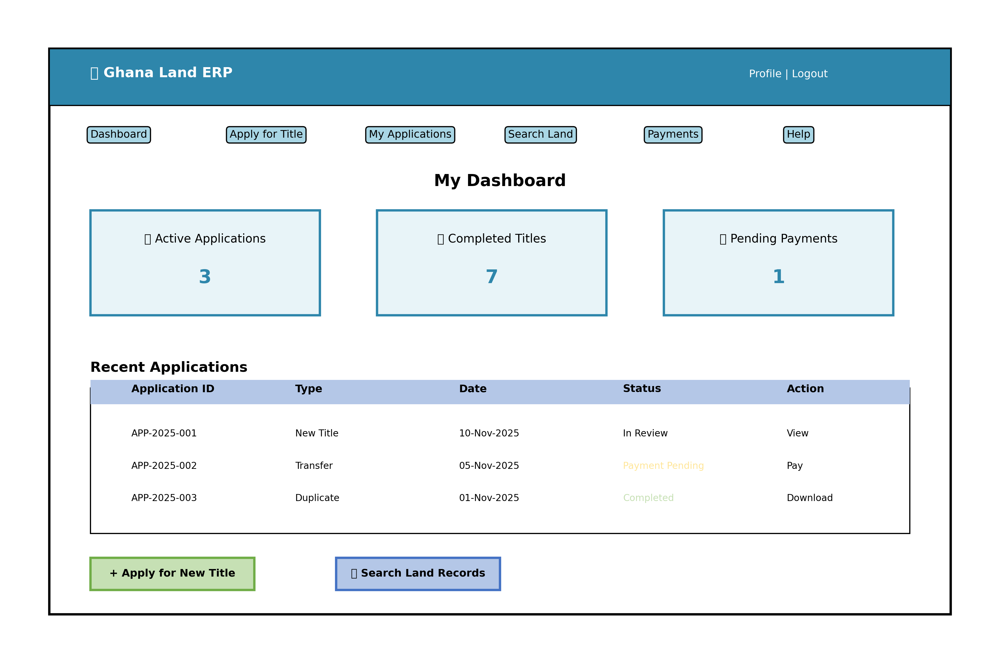 Ghana Land ERP
Profile | Logout
Dashboard
Apply for Title
My Applications
Search Land
Payments
Help
My Dashboard
Active Applications
3
Completed Titles
7
Pending Payments
1
Recent Applications
Application ID Type Date Status Action
APP-2025-001 New Title 10-Nov-2025 In Review View
APP-2025-002 Transfer 05-Nov-2025 Payment Pending Pay
APP-2025-003 Duplicate 01-Nov-2025 Completed Download
+ Apply for New Title
Search Land Records